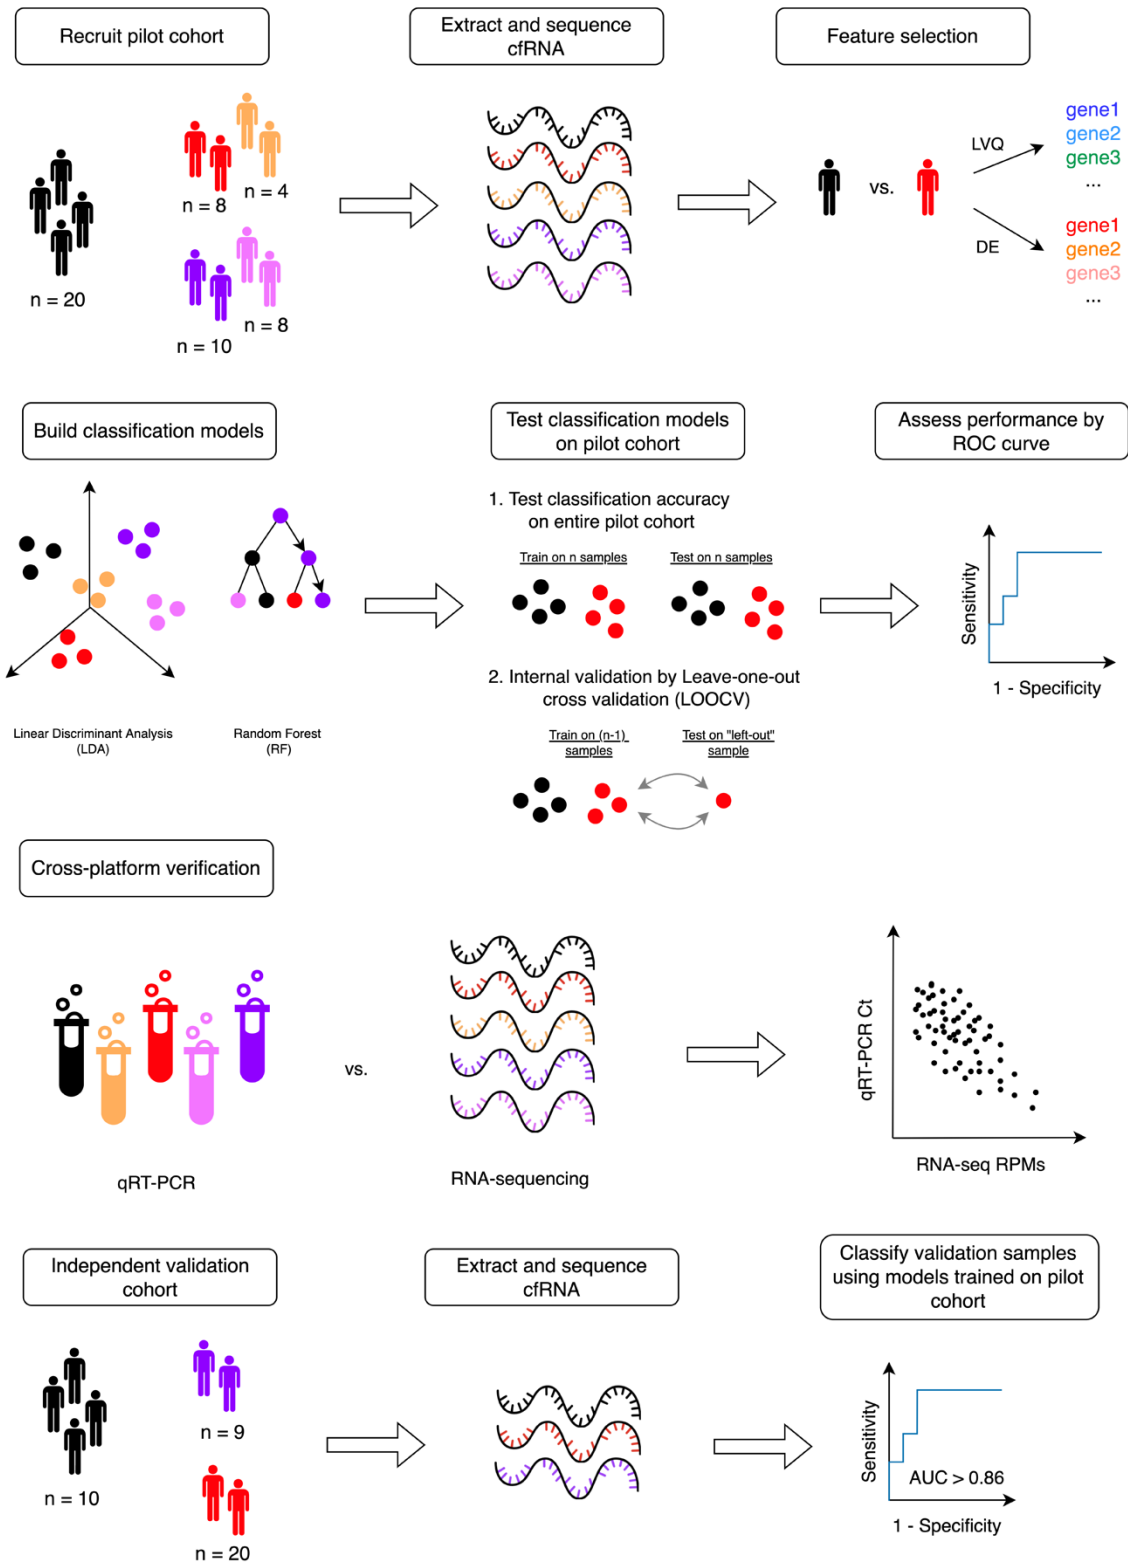 Recruit pilot cohort
Extract and sequence
cfRNA
Feature selection
n = 20
n = 8
n = 4
n = 10
n = 8
vs.
LVQ
DE
gene1
gene2
gene3
...
gene1
gene2
gene3
...
Build classification models
Test classification models
on pilot cohort
Assess performance by
ROC curve
Linear Discriminant Analysis
(LDA)
Random Forest
(RF)
1. Test classification accuracy
on entire pilot cohort
Train on n samples
Test on n samples
2. Internal validation by Leave-one-out
cross validation (LOOCV)
Train on (n-1)
samples
Test on "left-out"
sample
Sensitivity
1 - Specificity
Cross-platform verification
qRT-PCR
vs.
RNA-sequencing
qRT-PCR Ct
RNA-seq RPMs
Independent validation
cohort
Extract and sequence
cfRNA
Classify validation samples
using models trained on pilot
cohort
n = 10
n = 9
n = 20
Sensitivity
AUC > 0.86
1 - Specificity